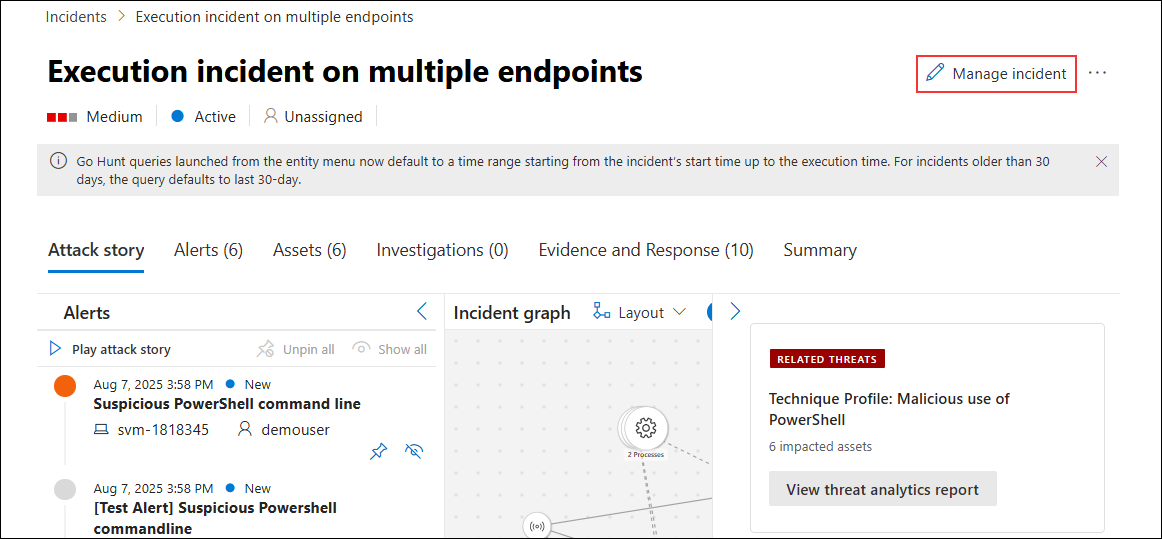 Incidents > Execution incident on multiple endpoints
Execution incident on multiple endpoints
Manage incident ...
Medium Active Unassigned
Go Hunt queries launched from the entity menu now default to a time range starting from the incident's start time up to the execution time. For incidents older than 30
days, the query defaults to last 30-day.
Attack story Alerts (6) Assets (6) Investigations (0) Evidence and Response (10) Summary
Alerts
Play attack story Unpin all Show all
Aug 7, 2025 3:58 PM New
Suspicious PowerShell command line
svm-1818345 demouser
Aug 7, 2025 3:58 PM New
[Test Alert] Suspicious Powershell
commandline
Incident graph Layout
2 Processes
RELATED THREATS
Technique Profile: Malicious use of
PowerShell
6 impacted assets
View threat analytics report